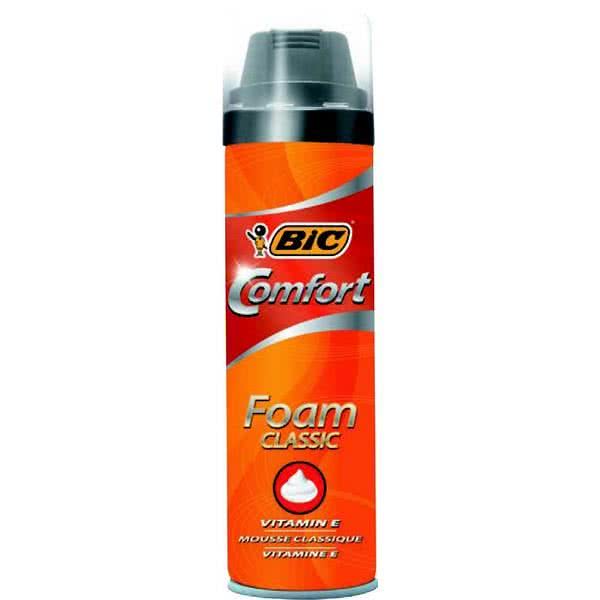 BIC
Comfort
Foam
CLASSIC
VITAMIN E
MOUSSE CLASSIQUE
VITAMINE E